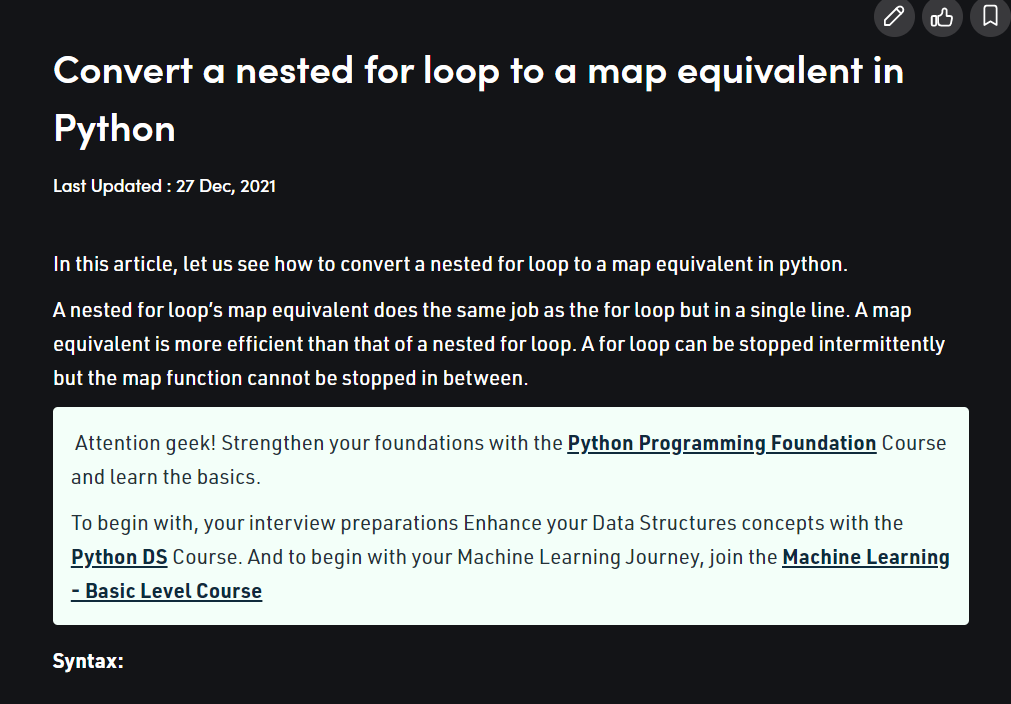 Convert a nested for loop to a map equivalent in
Python
Last Updated : 27 Dec, 2021
In this article, let us see how to convert a nested for loop to a map equivalent in python.
A nested for loop’s map equivalent does the same job as the for loop but in a single line. A map
equivalent is more efficient than that of a nested for loop. A for loop can be stopped intermittently
but the map function cannot be stopped in between.
Attention geek! Strengthen your foundations with the Python Programming Foundation Course
and learn the basics.
To begin with, your interview preparations Enhance your Data Structures concepts with the
Python DS Course. And to begin with your Machine Learning Journey, join the Machine Learning
- Basic Level Course
Syntax: